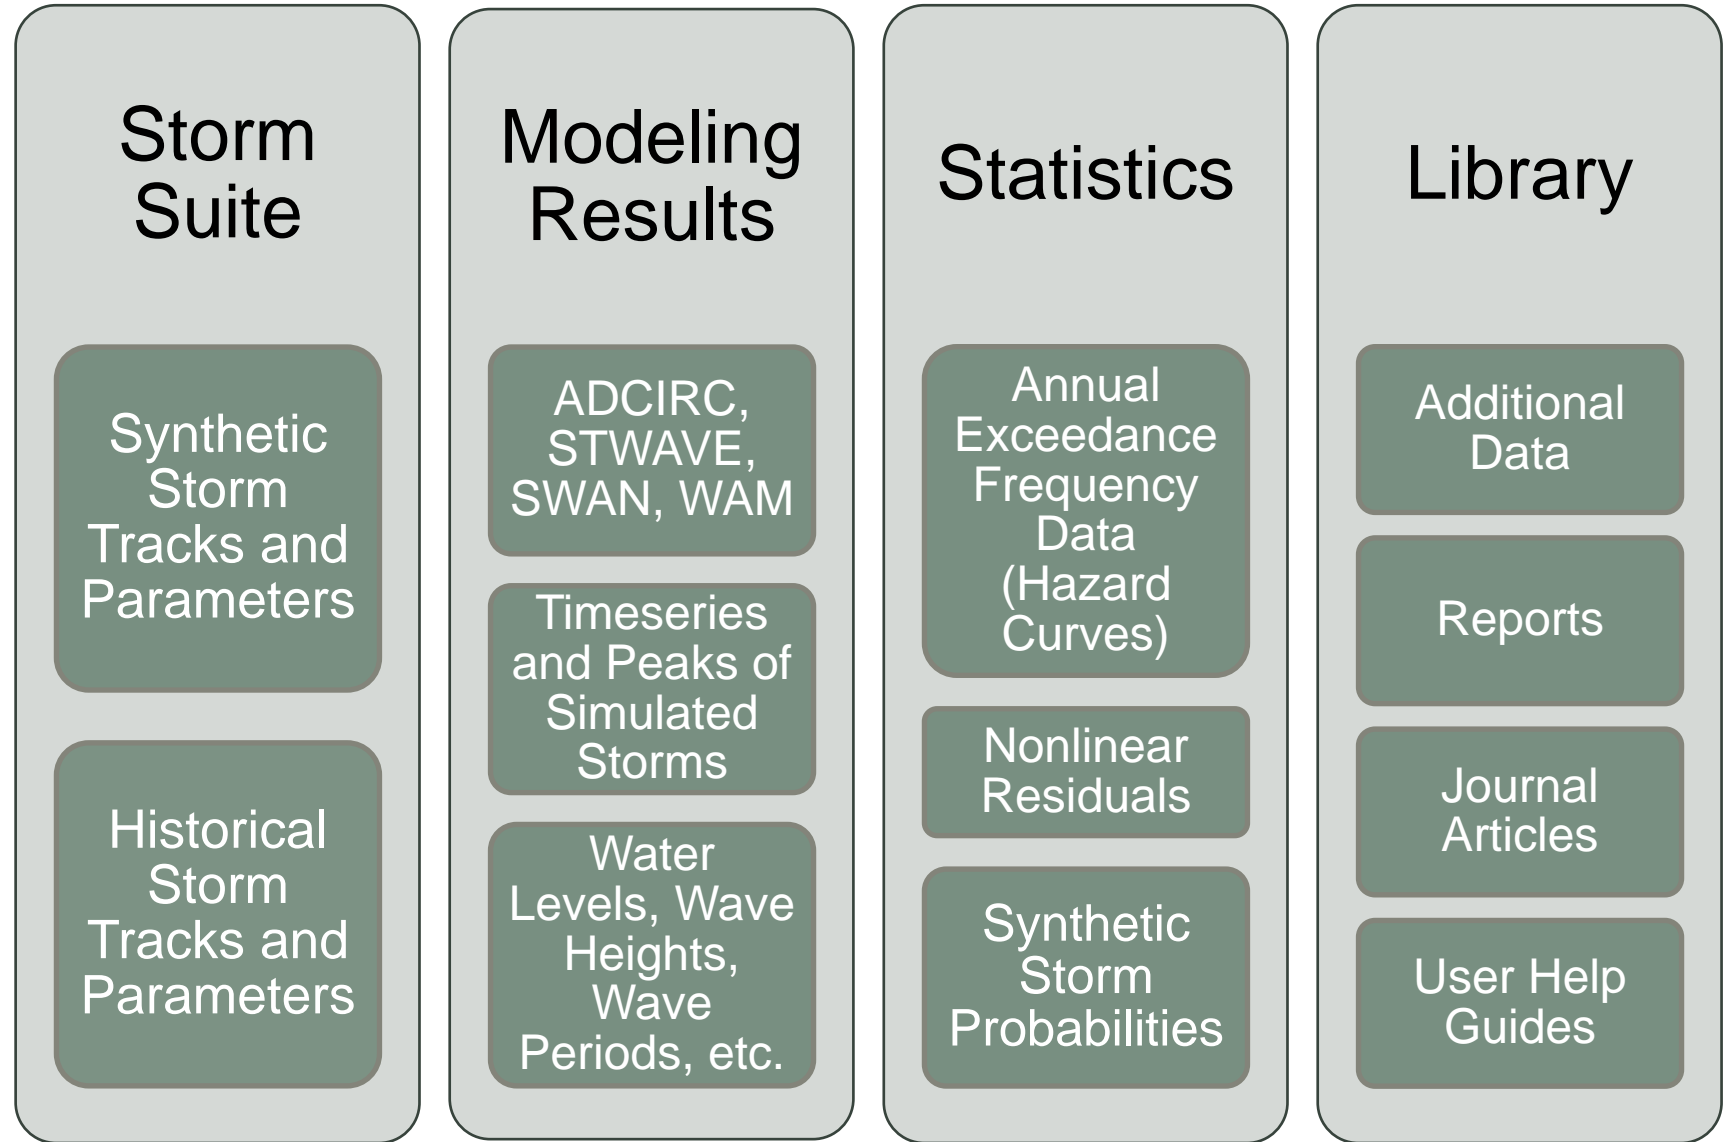 Storm
Suite
Synthetic
Storm
Tracks and
Parameters
Historical
Storm
Tracks and
Parameters
Modeling
Results
ADCIRC,
STWAVE,
SWAN, WAM
Timeseries
and Peaks of
Simulated
Storms
Water
Levels, Wave
Heights,
Wave
Periods, etc.
Statistics
Annual
Exceedance
Frequency
Data
(Hazard
Curves)
Nonlinear
Residuals
Synthetic
Storm
Probabilities
Library
Additional
Data
Reports
Journal
Articles
User Help
Guides